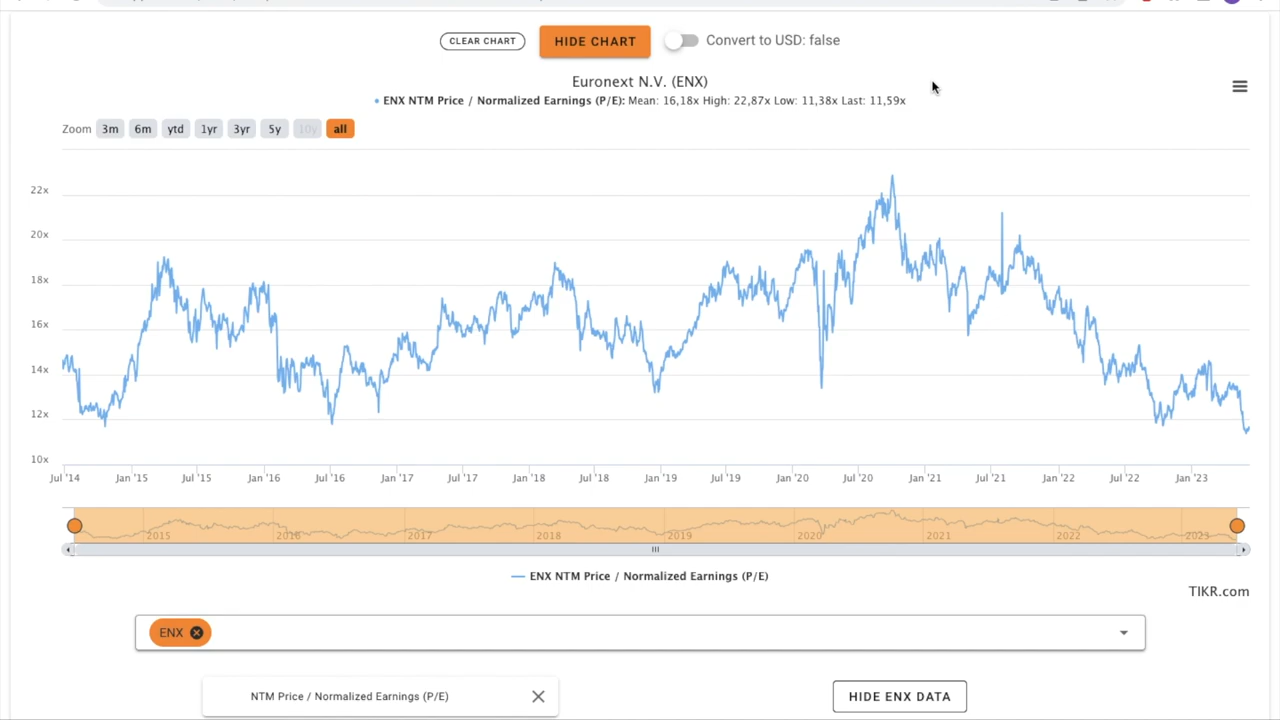 CLEAR CHART HIDE CHART Convert to USD: false
Euronext N.V. (ENX)
ENX NTM Price / Normalized Earnings (P/E): Mean: 16,18x High: 22,87x Low: 11,38x Last: 11,59x
Zoom 3m 6m ytd 1yr 3yr 5y 10y all
22x
20x
18x
16x
14x
12x
10x
Jul '14 Jan '15 Jul '15 Jan '16 Jul '16 Jan '17 Jul '17 Jan '18 Jul '18 Jan '19 Jul '19 Jan '20 Jul '20 Jan '21 Jul '21 Jan '22 Jul '22 Jan '23
2015 2016 2017 2018 2019 2020 2021 2022 2023
ENX NTM Price / Normalized Earnings (P/E)
TIKR.com
ENX
NTM Price / Normalized Earnings (P/E) HIDE ENX DATA